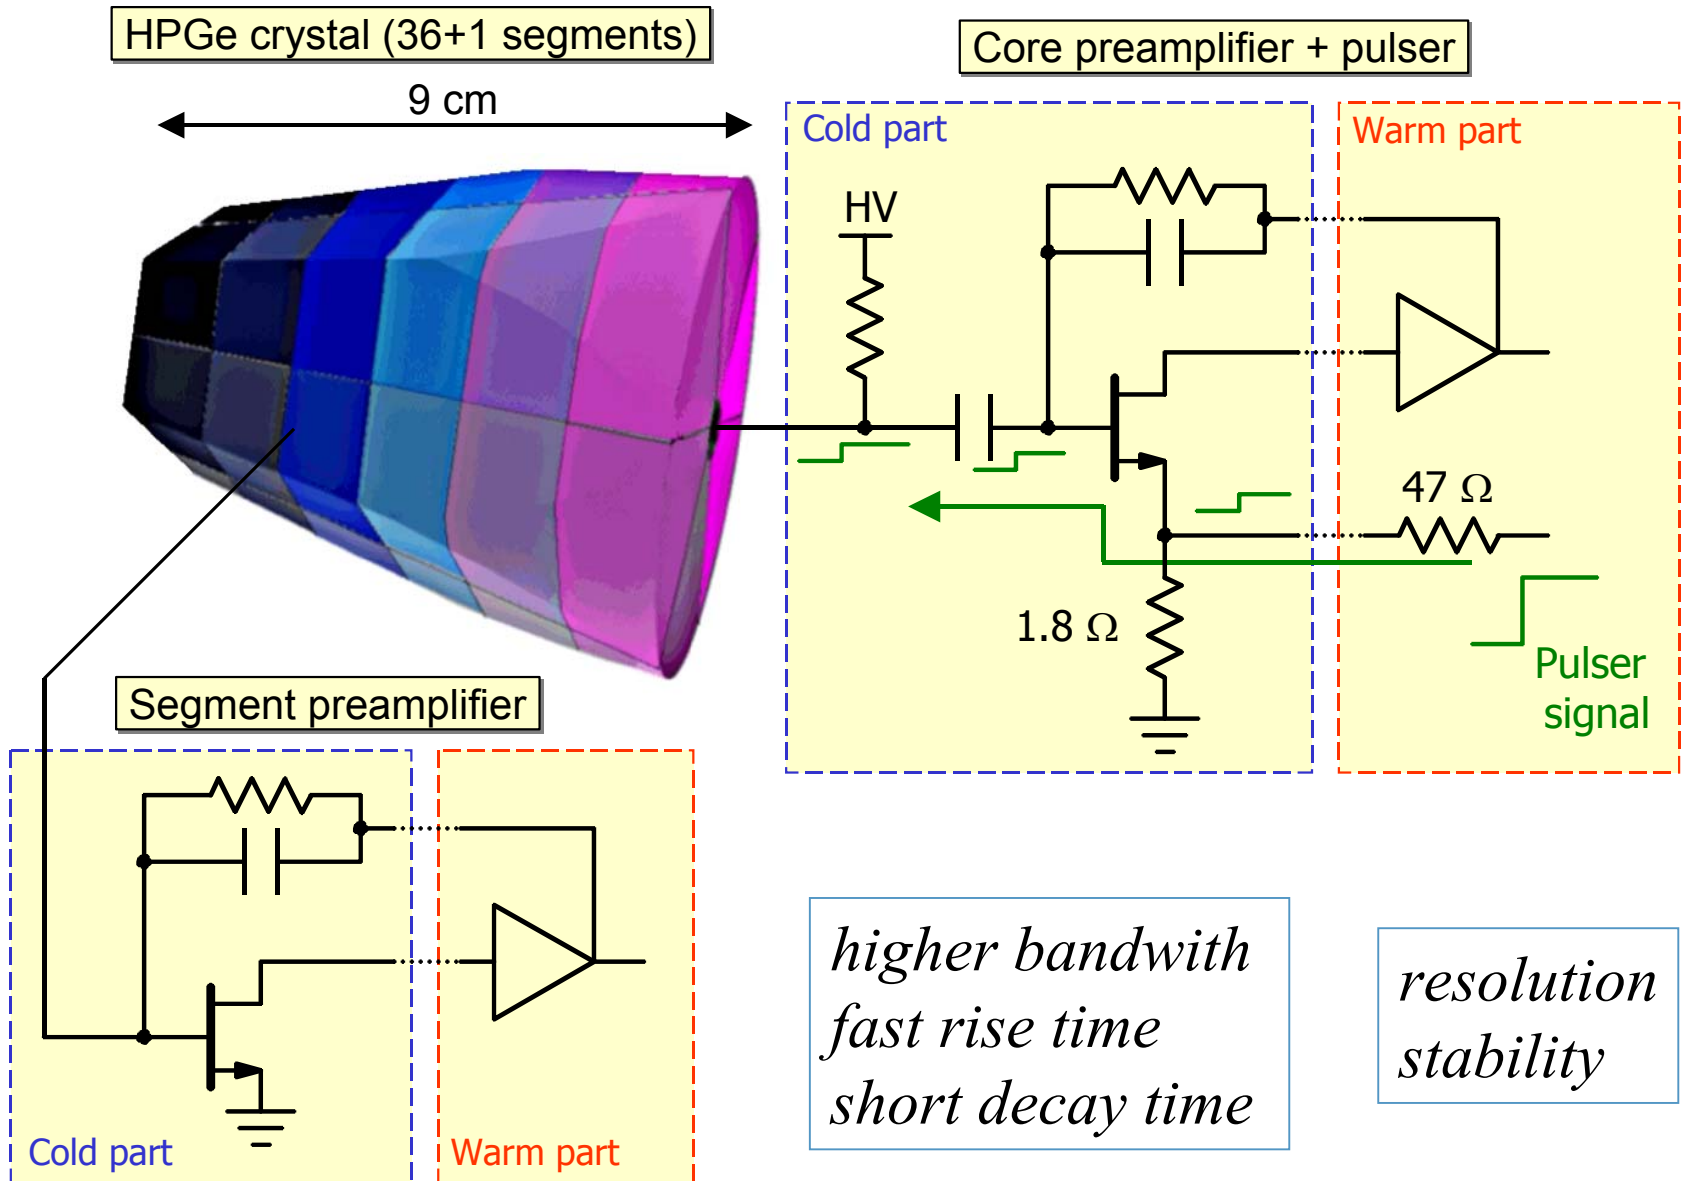 HPGe crystal (36+1 segments)
9 cm
Core preamplifier + pulser
Cold part
Warm part
HV
47 Ω
1.8 Ω
Pulser
signal
Segment preamplifier
Cold part
Warm part
higher bandwith
fast rise time
short decay time
resolution
stability